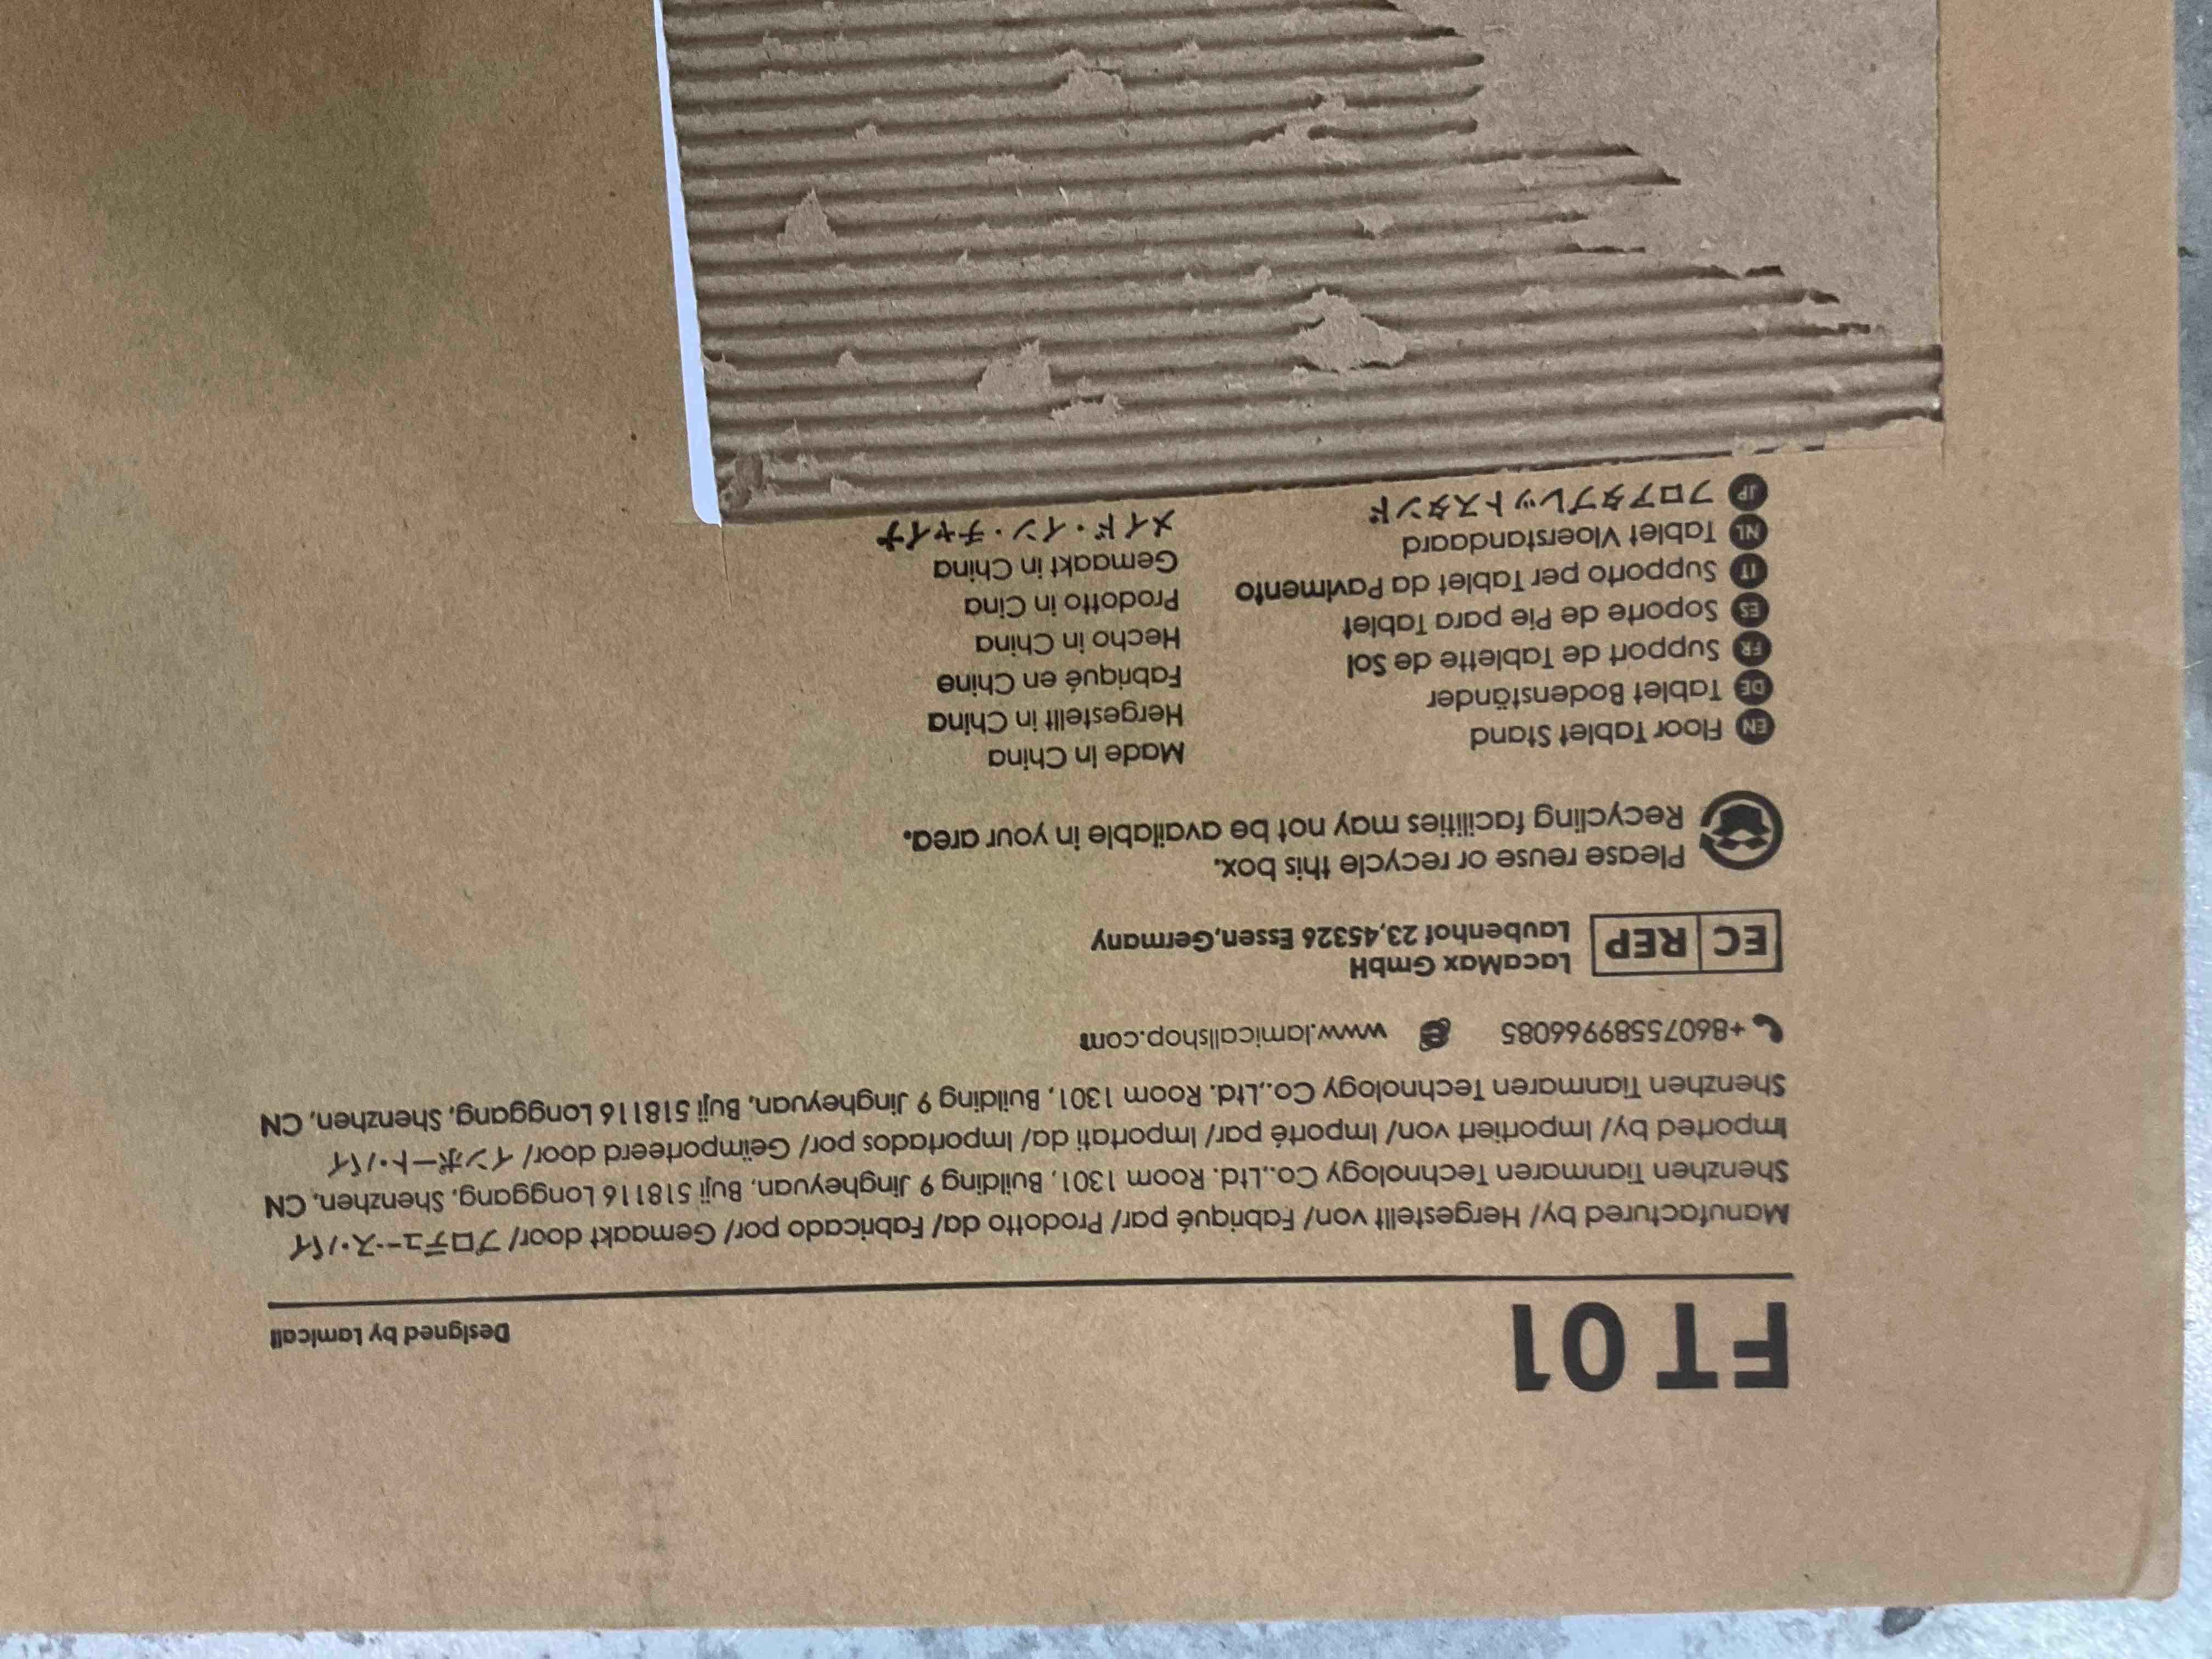 FT 01
Designed by Lamicall
Manufactured by/ Hergestellt von/ Fabriqué par/ Prodotto da/ Fabricado por/ Gemaakt door/ プロデュース・バイ
Shenzhen Tianmaren Technology Co.,Ltd. Room 1301, Building 9 Jingheyuan, Buji 518116 Longgang, Shenzhen, CN
Imported by/ Importiert von/ Importé par/ Importati da/ Importados por/ Geïmporteerd door/ インポート・バイ
Shenzhen Tianmaren Technology Co.,Ltd. Room 1301, Building 9 Jingheyuan, Buji 518116 Longgang, Shenzhen, CN
+86075589966085 www.lamicallshop.com
EC REP
LacaMax GmbH
Laubenhof 23,45326 Essen,Germany
Please reuse or recycle this box.
Recycling facilities may not be available in your area.
EN Floor Tablet Stand Made In China
DE Tablet Bodenständer Hergestellt in China
FR Support de Tablette de Sol Fabriqué en Chine
ES Soporte de Pie para Tablet Hecho in China
IT Supporto per Tablet da Pavimento Prodotto in Cina
NL Tablet Vloerstandaard Gemaakt in China
JP フロアタブレットスタンド メイド・イン・チャイナ